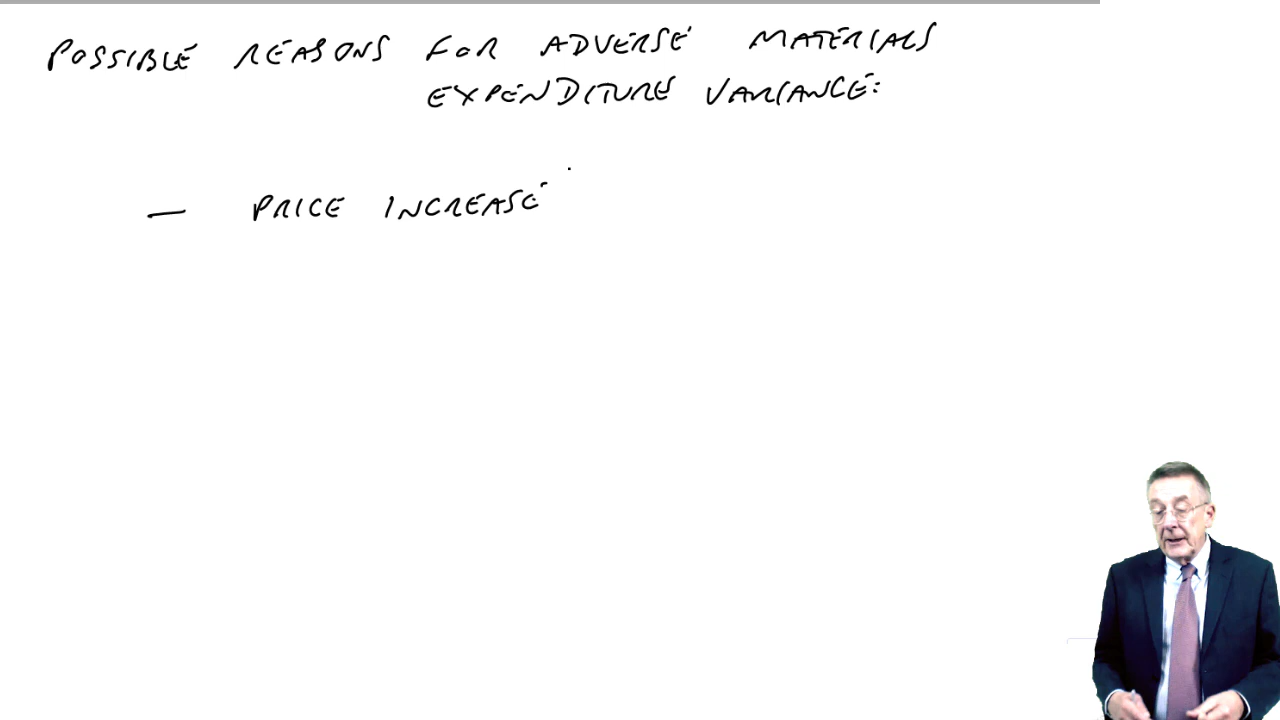 POSSIBLE REASONS FOR ADVERSE MATERIALS
EXPENDITURE VARIANCE:
— PRICE INCREASE